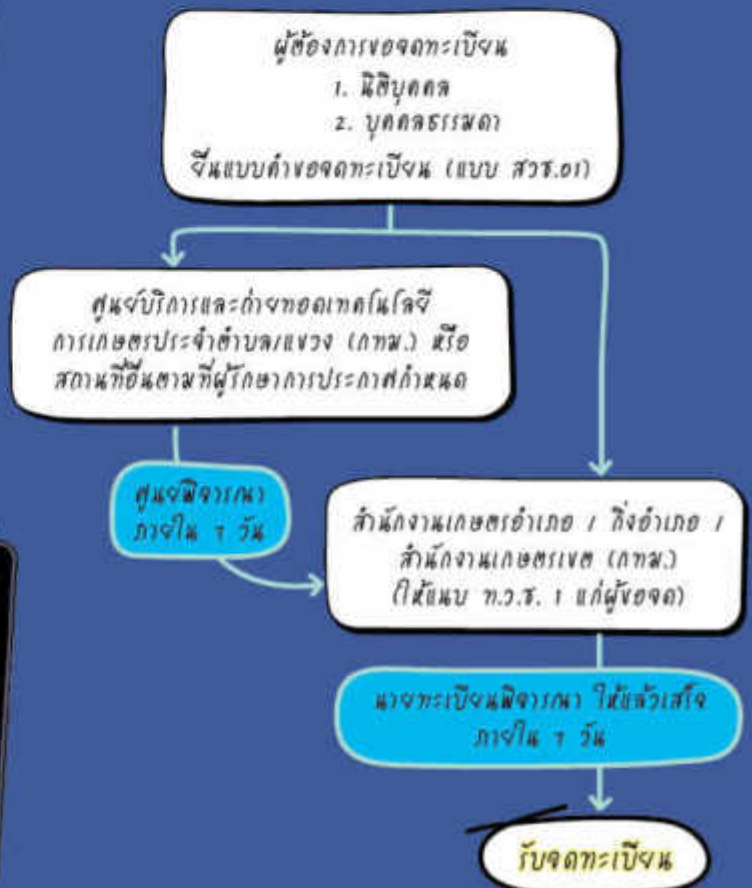 ผู้ต้องการขอจดทะเบียน
1. นิติบุคคล
2. บุคคลธรรมดา
ยื่นแบบคำขอจดทะเบียน (แบบ สวช.01)
ศูนย์บริการและถ่ายทอดเทคโนโลยี
การเกษตรประจำตำบล/แขวง (กทม.) หรือ
สถานที่อื่นตามที่ผู้รักษาการประกาศกำหนด
ศูนย์พิจารณา
ภายใน 7 วัน
สำนักงานเกษตรอำเภอ / กิ่งอำเภอ /
สำนักงานเกษตรเขต (กทม.)
(ให้แนบ ท.ว.ช. 1 แก่ผู้ขอจด)
นายทะเบียนพิจารณา ให้แล้วเสร็จ
ภายใน 7 วัน
รับจดทะเบียน